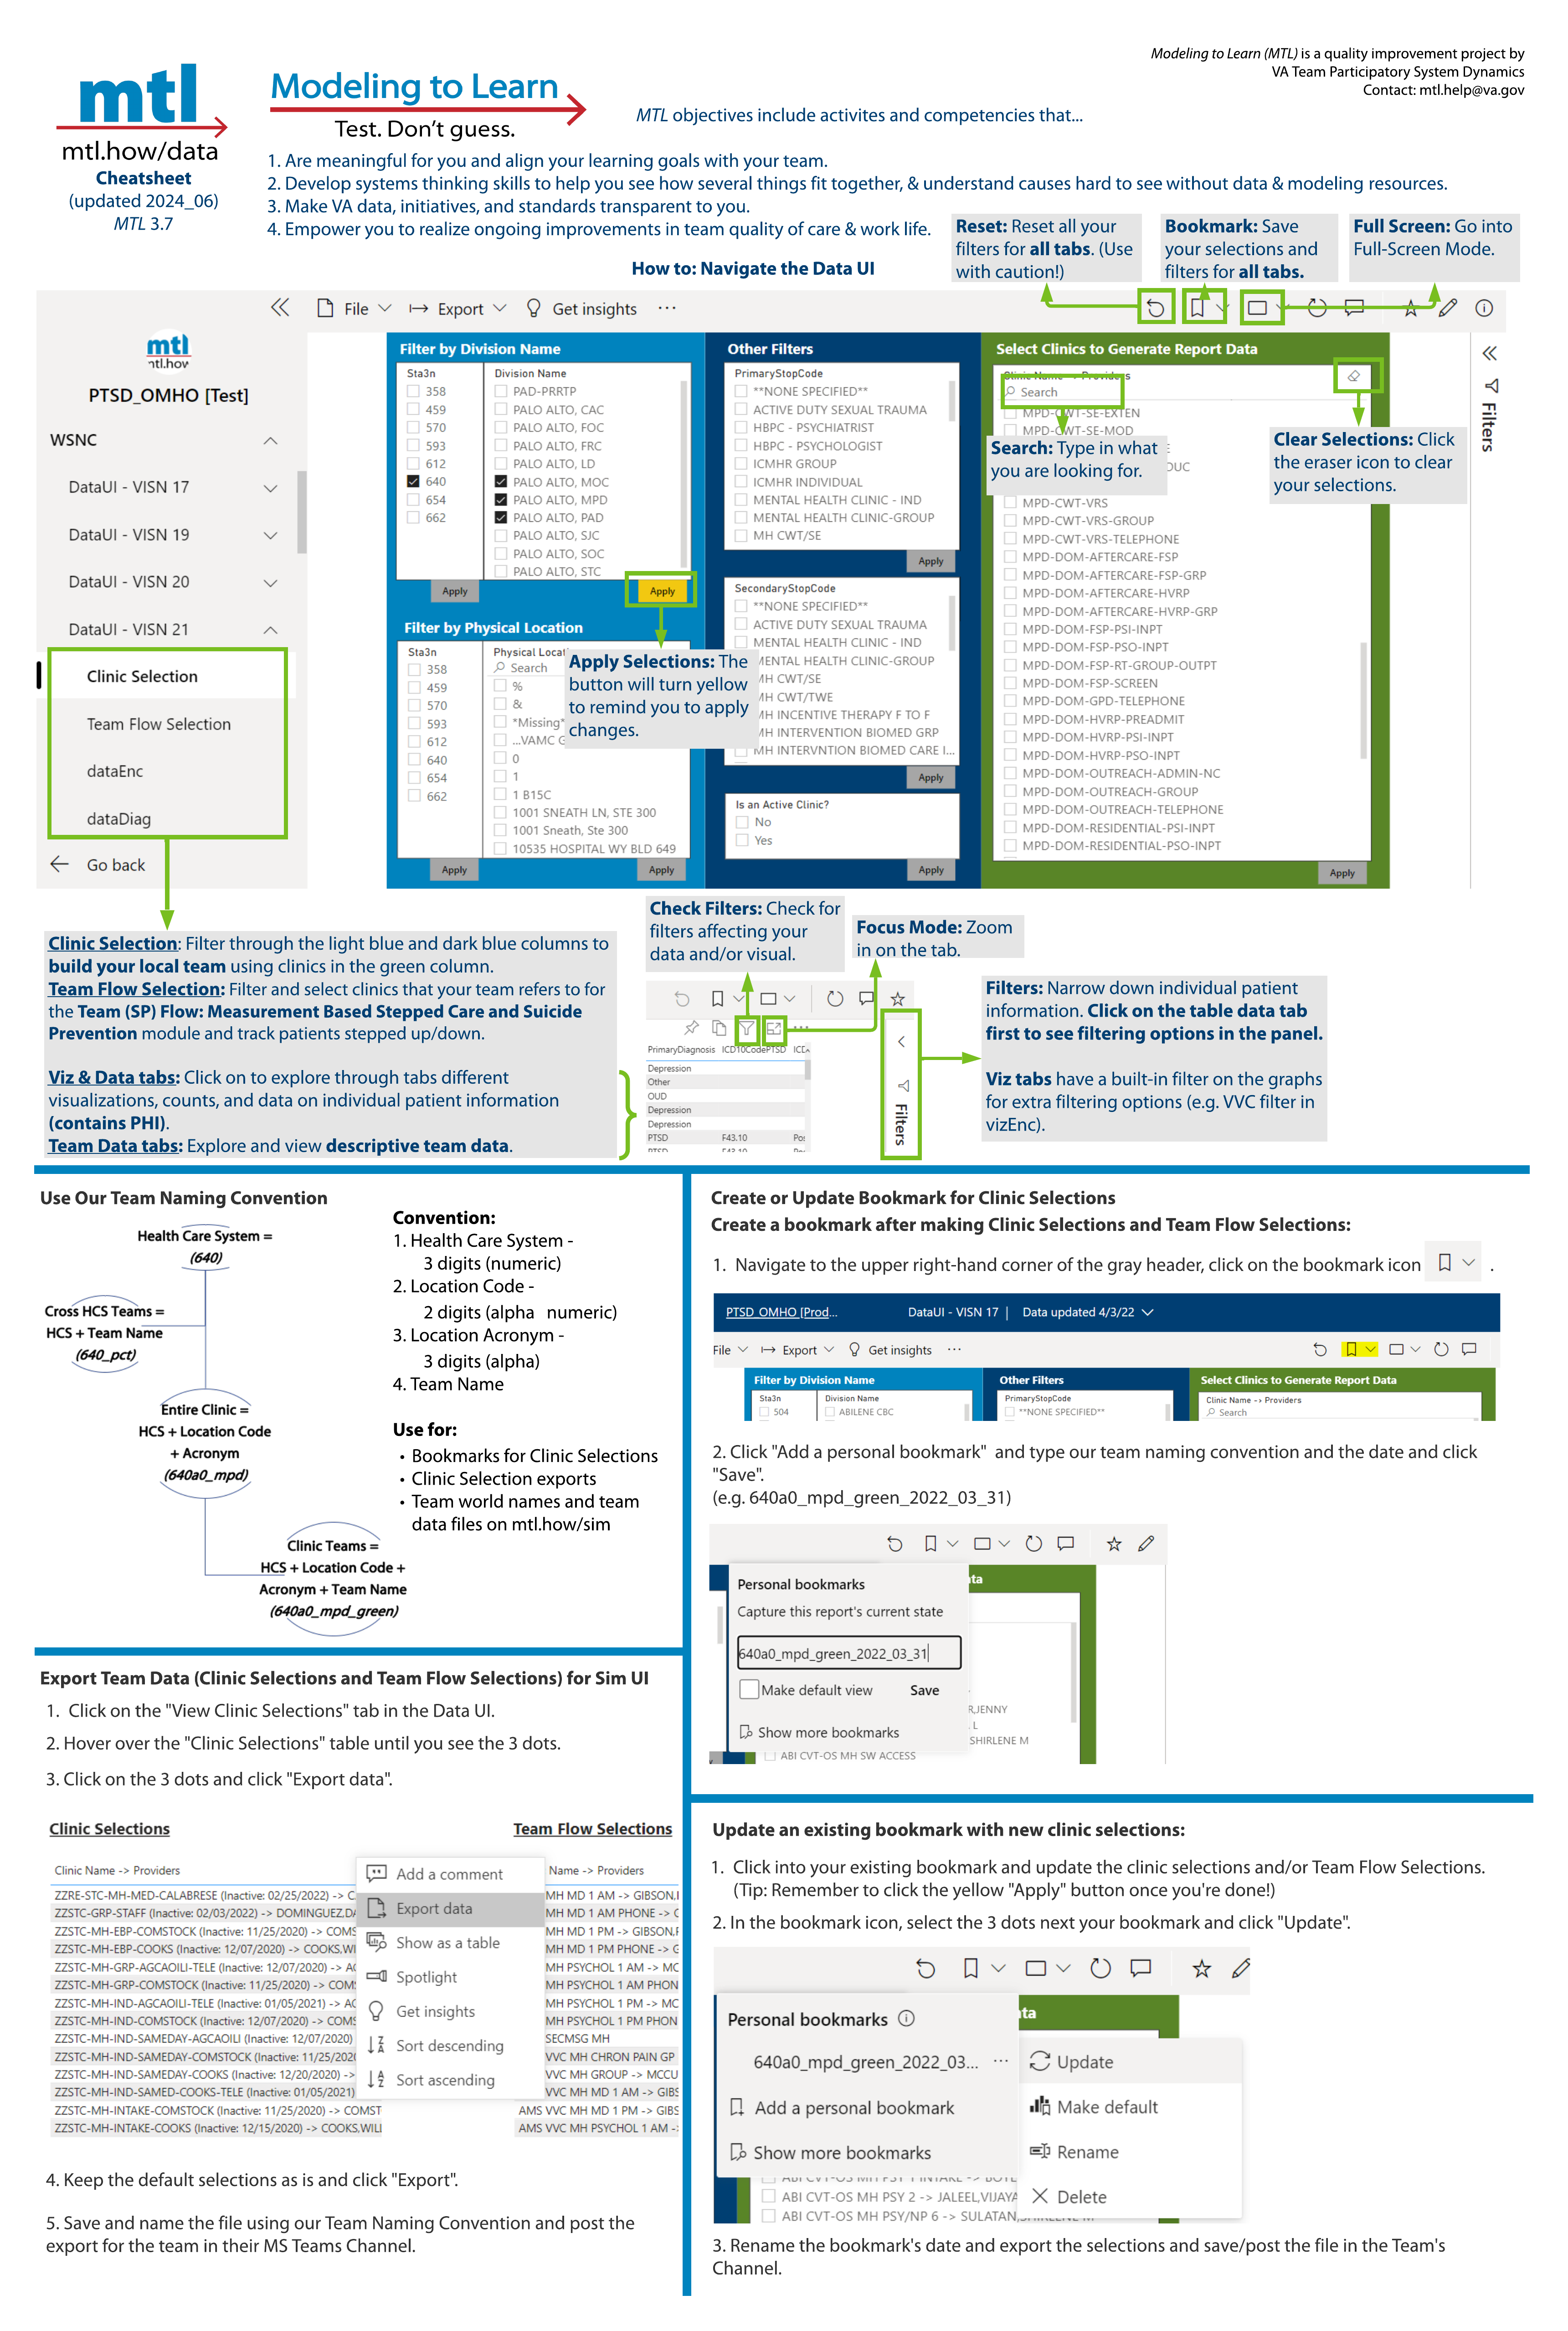 Modeling to Learn (MTL) is a quality improvement project by
VA Team Participatory System Dynamics
Contact: mtl.help@va.gov
mtl
mtl.how/data
Cheatsheet
(updated 2024_06)
MTL 3.7
Modeling to Learn
Test. Don't guess.
MTL objectives include activites and competencies that...
1. Are meaningful for you and align your learning goals with your team.
2. Develop systems thinking skills to help you see how several things fit together, & understand causes hard to see without data & modeling resources.
3. Make VA data, initiatives, and standards transparent to you.
4. Empower you to realize ongoing improvements in team quality of care & work life.
Reset: Reset all your
filters for all tabs. (Use
with caution!)
Bookmark: Save
your selections and
filters for all tabs.
Full Screen: Go into
Full-Screen Mode.
How to: Navigate the Data UI
File
Export
Get insights
mtl
mtl.how
PTSD_OMHO [Test]
WSNC
DataUI - VISN 17
DataUI - VISN 19
DataUI - VISN 20
DataUI - VISN 21
Clinic Selection
Team Flow Selection
dataEnc
dataDiag
Go back
Filter by Division Name
Sta3n
358
459
570
593
612
640
654
662
Division Name
PAD-PRRTP
PALO ALTO, CAC
PALO ALTO, FOC
PALO ALTO, FRC
PALO ALTO, LD
PALO ALTO, MOC
PALO ALTO, MPD
PALO ALTO, PAD
PALO ALTO, SJC
PALO ALTO, SOC
PALO ALTO, STC
Apply
Apply
Filter by Physical Location
Sta3n
358
459
570
593
612
640
654
662
Physical Locat
Search
%
&
*Missing*
...VAMC G
0
1
1 B15C
1001 SNEATH LN, STE 300
1001 Sneath, Ste 300
10535 HOSPITAL WY BLD 649
Apply
Apply
Apply Selections: The
button will turn yellow
to remind you to apply
changes.
Other Filters
PrimaryStopCode
**NONE SPECIFIED**
ACTIVE DUTY SEXUAL TRAUMA
HBPC - PSYCHIATRIST
HBPC - PSYCHOLOGIST
ICMHR GROUP
ICMHR INDIVIDUAL
MENTAL HEALTH CLINIC - IND
MENTAL HEALTH CLINIC-GROUP
MH CWT/SE
Apply
SecondaryStopCode
**NONE SPECIFIED**
ACTIVE DUTY SEXUAL TRAUMA
MENTAL HEALTH CLINIC - IND
MENTAL HEALTH CLINIC-GROUP
MH CWT/SE
MH CWT/TWE
MH INCENTIVE THERAPY F TO F
MH INTERVENTION BIOMED GRP
MH INTERVNTION BIOMED CARE I...
Apply
Is an Active Clinic?
No
Yes
Apply
Select Clinics to Generate Report Data
Clinic Name -> Providers
Search
MPD-CWT-SE-EXTEN
MPD-CWT-SE-MOD
E
DUC
MPD-CWT-VRS
MPD-CWT-VRS-GROUP
MPD-CWT-VRS-TELEPHONE
MPD-DOM-AFTERCARE-FSP
MPD-DOM-AFTERCARE-FSP-GRP
MPD-DOM-AFTERCARE-HVRP
MPD-DOM-AFTERCARE-HVRP-GRP
MPD-DOM-FSP-PSI-INPT
MPD-DOM-FSP-PSO-INPT
MPD-DOM-FSP-RT-GROUP-OUTPT
MPD-DOM-FSP-SCREEN
MPD-DOM-GPD-TELEPHONE
MPD-DOM-HVRP-PREADMIT
MPD-DOM-HVRP-PSI-INPT
MPD-DOM-HVRP-PSO-INPT
MPD-DOM-OUTREACH-ADMIN-NC
MPD-DOM-OUTREACH-GROUP
MPD-DOM-OUTREACH-TELEPHONE
MPD-DOM-RESIDENTIAL-PSI-INPT
MPD-DOM-RESIDENTIAL-PSO-INPT
Apply
Search: Type in what
you are looking for.
Clear Selections: Click
the eraser icon to clear
your selections.
Filters
Clinic Selection: Filter through the light blue and dark blue columns to
build your local team using clinics in the green column.
Team Flow Selection: Filter and select clinics that your team refers to for
the Team (SP) Flow: Measurement Based Stepped Care and Suicide
Prevention module and track patients stepped up/down.
Viz & Data tabs: Click on to explore through tabs different
visualizations, counts, and data on individual patient information
(contains PHI).
Team Data tabs: Explore and view descriptive team data.
Check Filters: Check for
filters affecting your
data and/or visual.
Focus Mode: Zoom
in on the tab.
PrimaryDiagnosis ICD10CodePTSD ICD
Depression
Other
OUD
Depression
Depression
PTSD F43.10 Po
PTSD F43.10 Po
Filters
Filters: Narrow down individual patient
information. Click on the table data tab
first to see filtering options in the panel.
Viz tabs have a built-in filter on the graphs
for extra filtering options (e.g. VVC filter in
vizEnc).
Use Our Team Naming Convention
Health Care System =
(640)
Cross HCS Teams =
HCS + Team Name
(640_pct)
Entire Clinic =
HCS + Location Code
+ Acronym
(640a0_mpd)
Clinic Teams =
HCS + Location Code +
Acronym + Team Name
(640a0_mpd_green)
Convention:
1. Health Care System -
3 digits (numeric)
2. Location Code -
2 digits (alpha numeric)
3. Location Acronym -
3 digits (alpha)
4. Team Name
Use for:
• Bookmarks for Clinic Selections
• Clinic Selection exports
• Team world names and team
data files on mtl.how/sim
Create or Update Bookmark for Clinic Selections
Create a bookmark after making Clinic Selections and Team Flow Selections:
1. Navigate to the upper right-hand corner of the gray header, click on the bookmark icon .
PTSD_OMHO [Prod... DataUI - VISN 17 | Data updated 4/3/22
File Export Get insights ...
Filter by Division Name Other Filters Select Clinics to Generate Report Data
Sta3n Division Name PrimaryStopCode Clinic Name -> Providers
504 ABILENE CBC **NONE SPECIFIED** Search
2. Click "Add a personal bookmark" and type our team naming convention and the date and click
"Save".
(e.g. 640a0_mpd_green_2022_03_31)
ta
Personal bookmarks
Capture this report's current state
640a0_mpd_green_2022_03_31
Make default view Save
Show more bookmarks
R,JENNY
L
SHIRLENE M
ABI CVT-OS MH SW ACCESS
Export Team Data (Clinic Selections and Team Flow Selections) for Sim UI
1. Click on the "View Clinic Selections" tab in the Data UI.
2. Hover over the "Clinic Selections" table until you see the 3 dots.
3. Click on the 3 dots and click "Export data".
Clinic Selections
Clinic Name -> Providers
ZZRE-STC-MH-MED-CALABRESE (Inactive: 02/25/2022) -> C
ZZSTC-GRP-STAFF (Inactive: 02/03/2022) -> DOMINGUEZ,DA
ZZSTC-MH-EBP-COMSTOCK (Inactive: 11/25/2020) -> COMS
ZZSTC-MH-EBP-COOKS (Inactive: 12/07/2020) -> COOKS,WI
ZZSTC-MH-GRP-AGCAOILI-TELE (Inactive: 12/07/2020) -> AG
ZZSTC-MH-GRP-COMSTOCK (Inactive: 11/25/2020) -> COM
ZZSTC-MH-IND-AGCAOILI-TELE (Inactive: 01/05/2021) -> AG
ZZSTC-MH-IND-COMSTOCK (Inactive: 12/07/2020) -> COMS
ZZSTC-MH-IND-SAMEDAY-AGCAOILI (Inactive: 12/07/2020)
ZZSTC-MH-IND-SAMEDAY-COMSTOCK (Inactive: 11/25/202
ZZSTC-MH-IND-SAMEDAY-COOKS (Inactive: 12/20/2020) ->
ZZSTC-MH-IND-SAMED-COOKS-TELE (Inactive: 01/05/2021)
ZZSTC-MH-INTAKE-COMSTOCK (Inactive: 11/25/2020) -> COMST
ZZSTC-MH-INTAKE-COOKS (Inactive: 12/15/2020) -> COOKS,WILI
Add a comment
Export data
Show as a table
Spotlight
Get insights
Sort descending
Sort ascending
Team Flow Selections
Name -> Providers
MH MD 1 AM -> GIBSON,I
MH MD 1 AM PHONE -> C
MH MD 1 PM -> GIBSON,F
MH MD 1 PM PHONE -> G
MH PSYCHOL 1 AM -> MC
MH PSYCHOL 1 AM PHON
MH PSYCHOL 1 PM -> MC
MH PSYCHOL 1 PM PHON
SECMSG MH
VVC MH CHRON PAIN GP
VVC MH GROUP -> MCCU
VVC MH MD 1 AM -> GIBS
AMS VVC MH MD 1 PM -> GIBS
AMS VVC MH PSYCHOL 1 AM -:
4. Keep the default selections as is and click "Export".
5. Save and name the file using our Team Naming Convention and post the
export for the team in their MS Teams Channel.
Update an existing bookmark with new clinic selections:
1. Click into your existing bookmark and update the clinic selections and/or Team Flow Selections.
(Tip: Remember to click the yellow "Apply" button once you're done!)
2. In the bookmark icon, select the 3 dots next your bookmark and click "Update".
ta
Personal bookmarks
640a0_mpd_green_2022_03... ...
Add a personal bookmark
Show more bookmarks
Update
Make default
Rename
Delete
ABI CVT-OS MH PSY 2 -> JALEEL,VIJAYA
ABI CVT-OS MH PSY/NP 6 -> SULATAN,SHIRLENE M
3. Rename the bookmark's date and export the selections and save/post the file in the Team's
Channel.